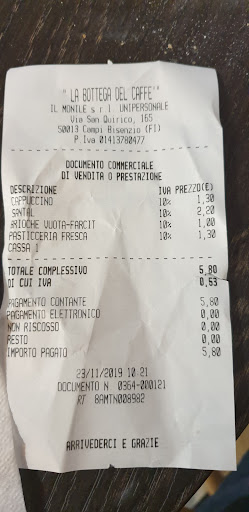 " LA BOTTEGA DEL CAFFE'"
IL MONILE s r l UNIPERSONALE
Via San Quirico, 165
50013 Campi Bisenzio (FI)
P Iva 01413780477
DOCUMENTO COMMERCIALE
DI VENDITA O PRESTAZIONE
DESCRIZIONE IVA PREZZO(€)
CAPPUCCINO 10% 1,30
SANTAL 10% 2,20
BRIOCHE VUOTA-FARCIT 10% 1,00
PASTICCERIA FRESCA 10% 1,30
CASSA 1
TOTALE COMPLESSIVO 5,80
DI CUI IVA 0,53
PAGAMENTO CONTANTE 5,80
PAGAMENTO ELETTRONICO 0,00
NON RISCOSSO 0,00
RESTO 0,00
IMPORTO PAGATO 5,80
23/11/2019 10:21
DOCUMENTO N 0364-000121
RT 8AMTN008982
ARRIVEDERCI E GRAZIE